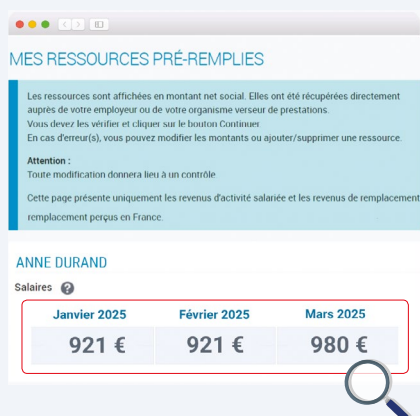 MES RESSOURCES PRÉ-REMPLIES
Les ressources sont affichées en montant net social. Elles ont été récupérées directement
auprès de votre employeur ou de votre organisme verseur de prestations.
Vous devez les vérifier et cliquer sur le bouton Continuer.
En cas d'erreur(s), vous pouvez modifier les montants ou ajouter/supprimer une ressource.
Attention :
Toute modification donnera lieu à un contrôle
Cette page présente uniquement les revenus d'activité salariée et les revenus de remplacement
remplacement perçus en France.
ANNE DURAND
Salaires ?
Janvier 2025 Février 2025 Mars 2025
921 € 921 € 980 €